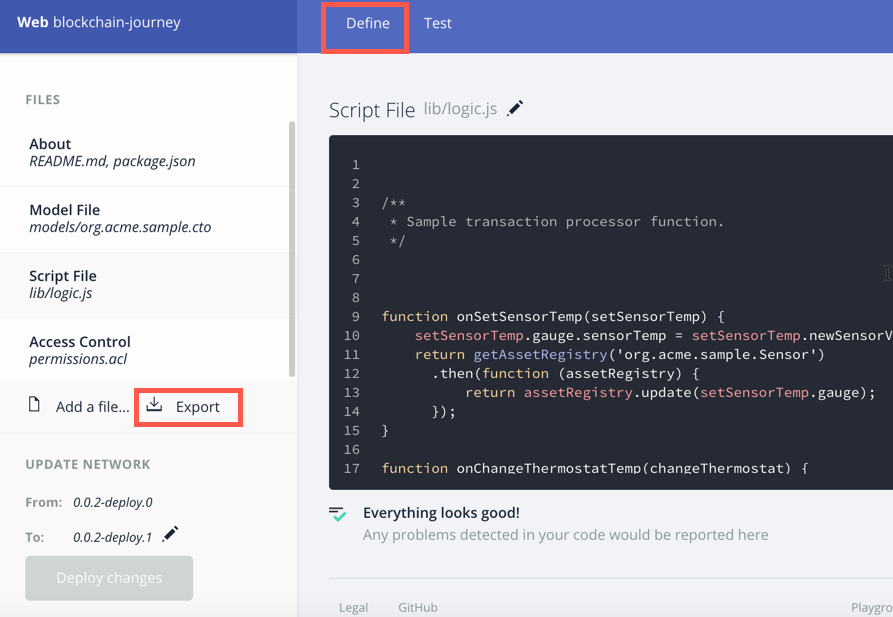 Web blockchain-journey
Define
Test
FILES
About
README.md, package.json
Model File
models/org.acme.sample.cto
Script File
lib/logic.js
Access Control
permissions.acl
Add a file...
Export
UPDATE NETWORK
From: 0.0.2-deploy.0
To: 0.0.2-deploy.1
Deploy changes
Script File lib/logic.js
1
2
3 /**
4  * Sample transaction processor function.
5  */
6
7
8
9 function onSetSensorTemp(setSensorTemp) {
10     setSensorTemp.gauge.sensorTemp = setSensorTemp.newSensorV
11     return getAssetRegistry('org.acme.sample.Sensor')
12       .then(function (assetRegistry) {
13           return assetRegistry.update(setSensorTemp.gauge);
14       });
15 }
16
17 function onChangeThermostatTemp(changeThermostat) {
Everything looks good!
Any problems detected in your code would be reported here
Legal
GitHub
Playgro